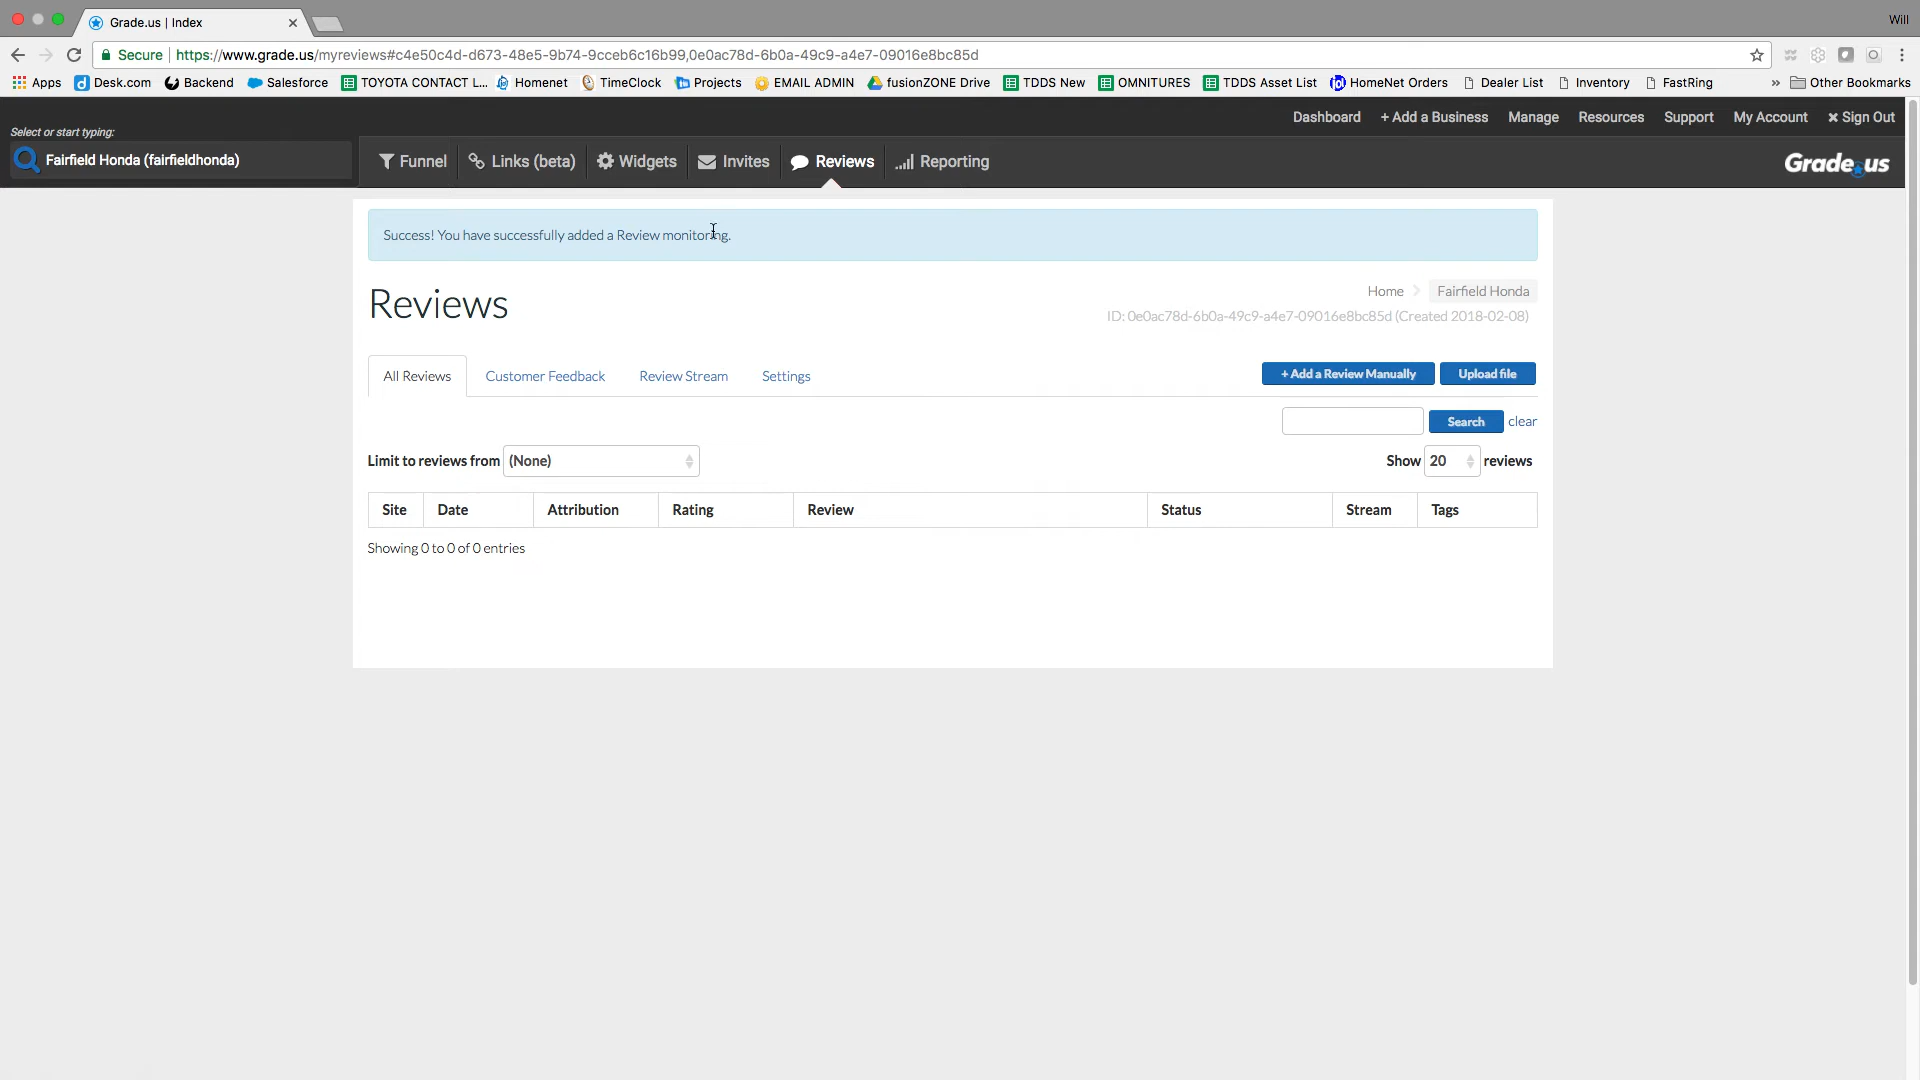 Grade.us | Index
Will
Secure https://www.grade.us/myreviews#c4e50c4d-d673-48e5-9b74-9cceb6c16b99,0e0ac78d-6b0a-49c9-a4e7-09016e8bc85d
Apps Desk.com Backend Salesforce TOYOTA CONTACT L... Homenet TimeClock Projects EMAIL ADMIN fusionZONE Drive TDDS New OMNITURES TDDS Asset List HomeNet Orders Dealer List Inventory FastRing » Other Bookmarks
Dashboard + Add a Business Manage Resources Support My Account Sign Out
Select or start typing:
Fairfield Honda (fairfieldhonda)
Funnel Links (beta) Widgets Invites Reviews Reporting
Grade.us
Success! You have successfully added a Review monitoring.
Reviews
Home Fairfield Honda
ID: 0e0ac78d-6b0a-49c9-a4e7-09016e8bc85d (Created 2018-02-08)
All Reviews Customer Feedback Review Stream Settings
+ Add a Review Manually Upload file
Search clear
Limit to reviews from (None)
Show 20 reviews
Site Date Attribution Rating Review Status Stream Tags
Showing 0 to 0 of 0 entries